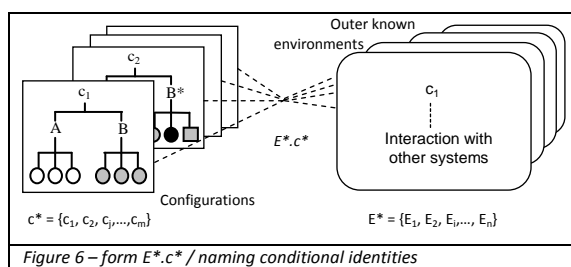 Outer known
environments
c₂
B*
c₁
A B
E*.c*
c₁
Interaction with
other systems
Configurations
c* = {c₁, c₂, cⱼ,…,cₘ}
E* = {E₁, E₂, Eᵢ,…, Eₙ}
Figure 6 – form E*.c* / naming conditional identities